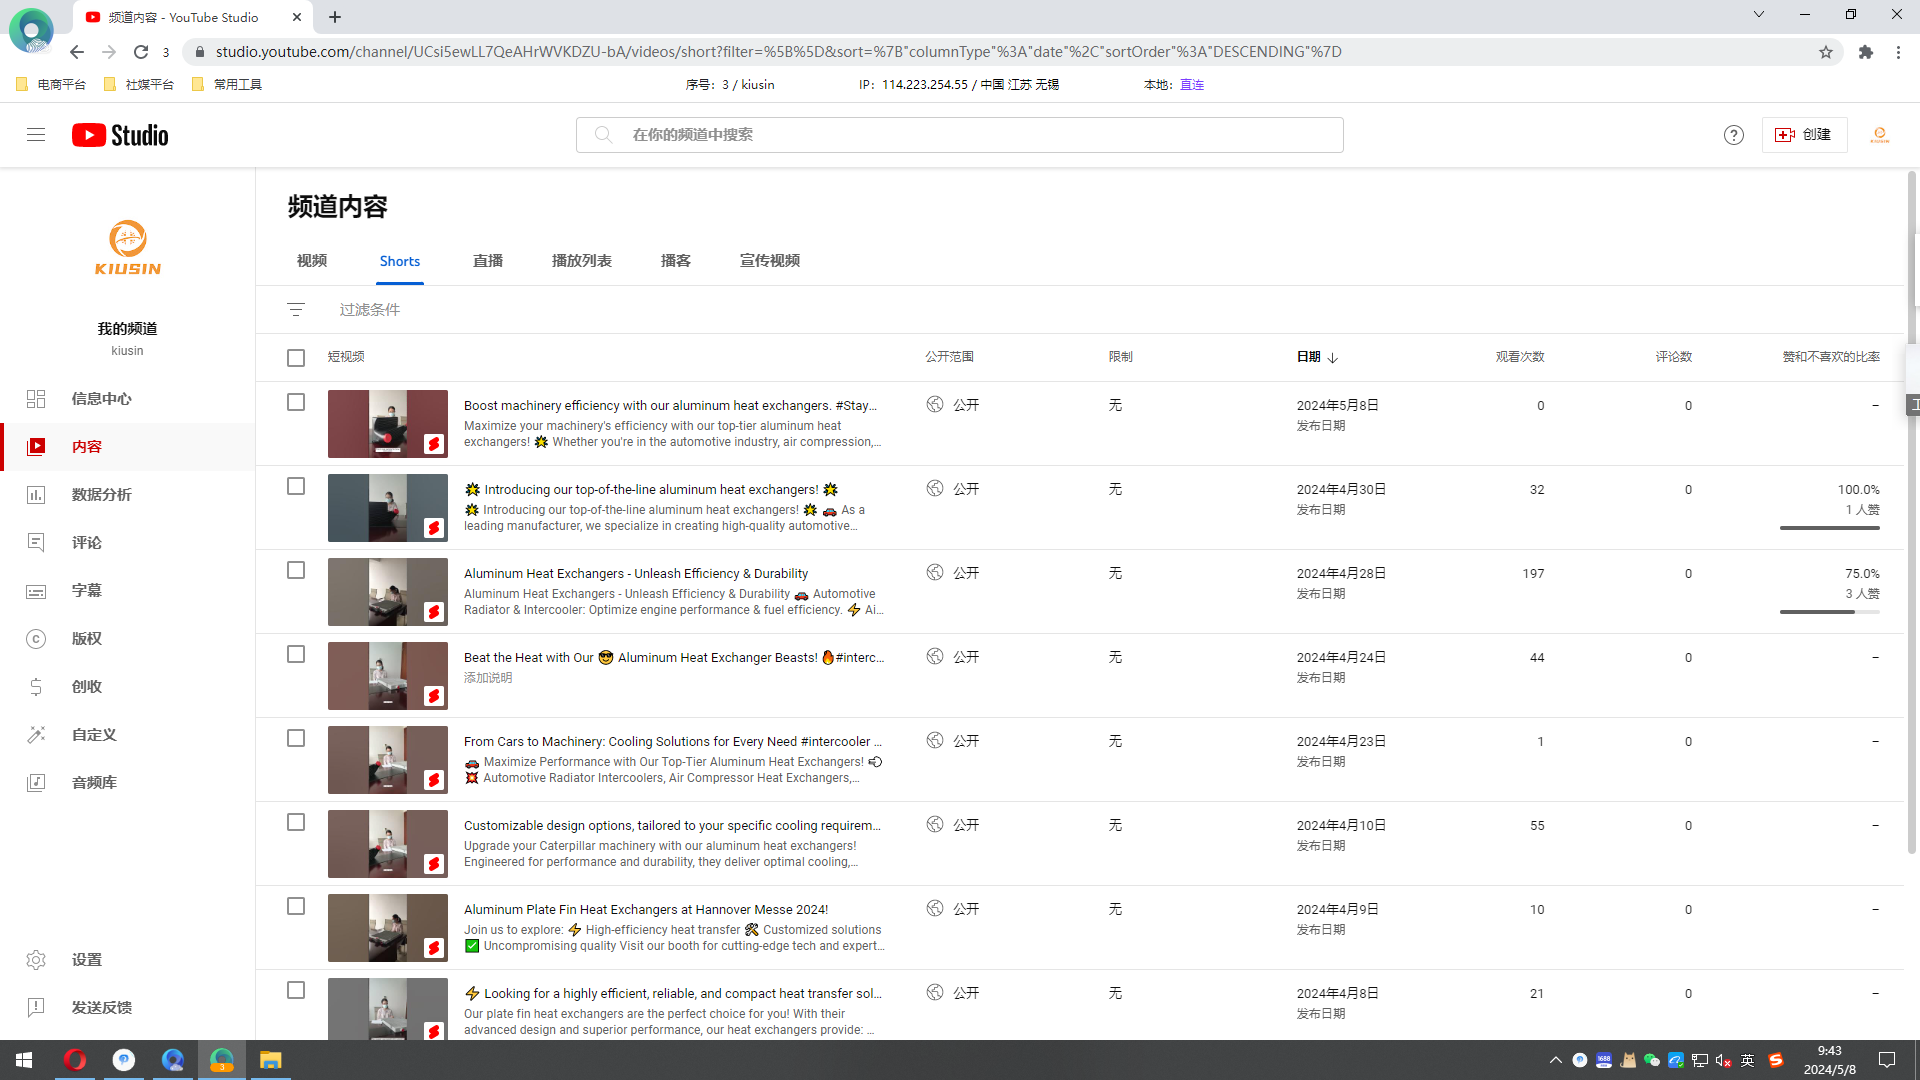 频道内容 - YouTube Studio
3
studio.youtube.com/channel/UCsi5ewLL7QeAHrWVKDZU-bA/videos/short?filter=%5B%5D&sort=%7B"columnType"%3A"date"%2C"sortOrder"%3A"DESCENDING"%7D
电商平台 社媒平台 常用工具 序号：3 / kiusin IP：114.223.254.55 / 中国 江苏 无锡 本地：直连
Studio 在你的频道中搜索 创建
KIUSIN
我的频道
kiusin
信息中心
内容
数据分析
评论
字幕
版权
创收
自定义
音频库
设置
发送反馈
频道内容
视频 Shorts 直播 播放列表 播客 宣传视频
过滤条件
短视频 公开范围 限制 日期 观看次数 评论数 赞和不喜欢的比率
Boost machinery efficiency with our aluminum heat exchangers. #Stay… 公开 无 2024年5月8日 0 0 –
Maximize your machinery's efficiency with our top-tier aluminum heat 发布日期
exchangers! 🌟 Whether you're in the automotive industry, air compression,…
🌟 Introducing our top-of-the-line aluminum heat exchangers! 🌟 公开 无 2024年4月30日 32 0 100.0%
🌟 Introducing our top-of-the-line aluminum heat exchangers! 🌟 🚗 As a 发布日期 1 人赞
leading manufacturer, we specialize in creating high-quality automotive…
Aluminum Heat Exchangers - Unleash Efficiency & Durability 公开 无 2024年4月28日 197 0 75.0%
Aluminum Heat Exchangers - Unleash Efficiency & Durability 🚗 Automotive 发布日期 3 人赞
Radiator & Intercooler: Optimize engine performance & fuel efficiency. ⚡ Ai…
Beat the Heat with Our 😎 Aluminum Heat Exchanger Beasts! 🔥#interc… 公开 无 2024年4月24日 44 0 –
添加说明 发布日期
From Cars to Machinery: Cooling Solutions for Every Need #intercooler … 公开 无 2024年4月23日 1 0 –
🚗 Maximize Performance with Our Top-Tier Aluminum Heat Exchangers! 💨 发布日期
💥 Automotive Radiator Intercoolers, Air Compressor Heat Exchangers,…
Customizable design options, tailored to your specific cooling requirem… 公开 无 2024年4月10日 55 0 –
Upgrade your Caterpillar machinery with our aluminum heat exchangers! 发布日期
Engineered for performance and durability, they deliver optimal cooling,…
Aluminum Plate Fin Heat Exchangers at Hannover Messe 2024! 公开 无 2024年4月9日 10 0 –
Join us to explore: ⚡ High-efficiency heat transfer 🛠 Customized solutions 发布日期
✅ Uncompromising quality Visit our booth for cutting-edge tech and expert…
⚡ Looking for a highly efficient, reliable, and compact heat transfer sol… 公开 无 2024年4月8日 21 0 –
Our plate fin heat exchangers are the perfect choice for you! With their 发布日期
advanced design and superior performance, our heat exchangers provide: …
3
1688
英
9:43
2024/5/8